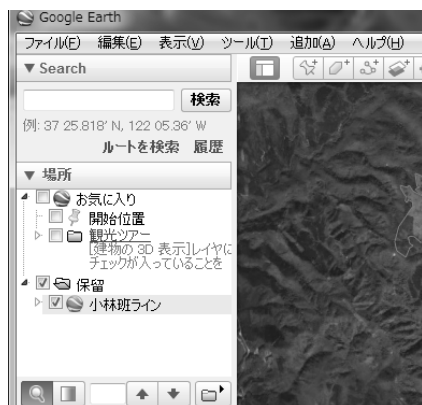 Google Earth
ファイル(F) 編集(E) 表示(V) ツール(T) 追加(A) ヘルプ(H)
▼ Search
検索
例: 37 25.818' N, 122 05.36' W
ルートを検索 履歴
▼ 場所
お気に入り
開始位置
観光ツアー
[建物の 3D 表示]レイヤに
チェックが入っていることを
保留
小林班ライン